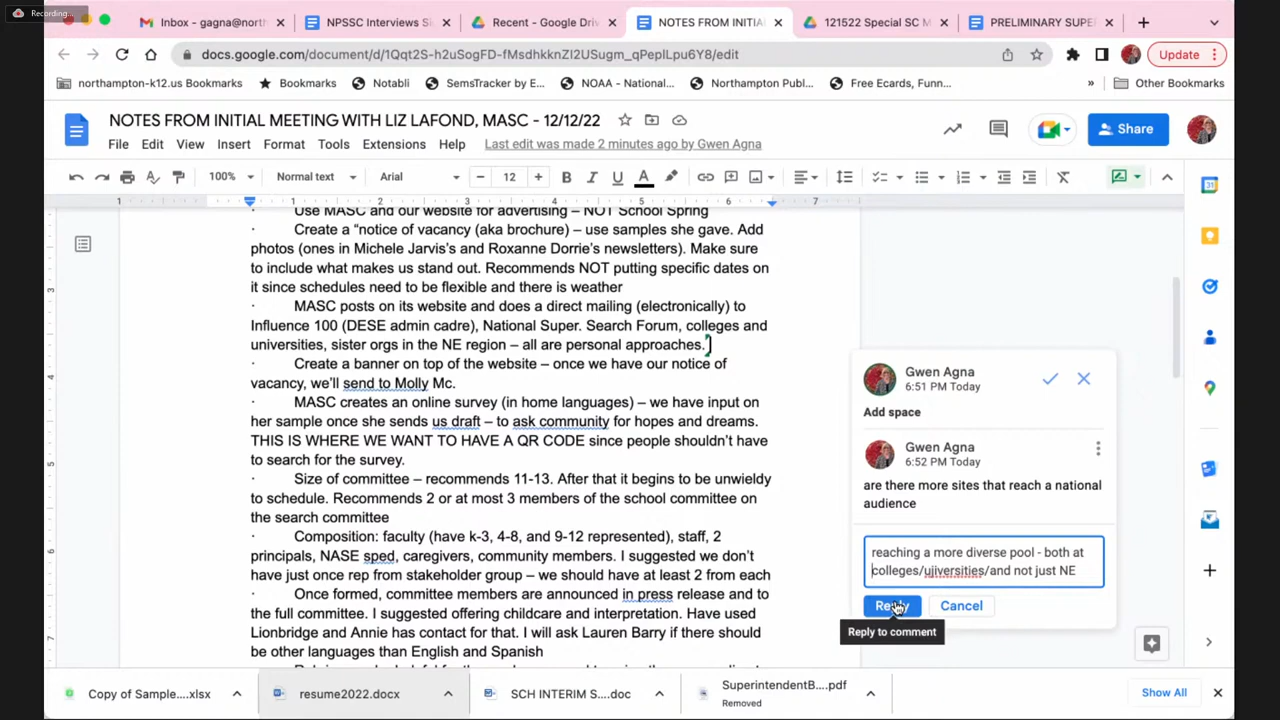 Recording...
Inbox - gagna@north
NPSSC Interviews S
Recent - Google Driv
NOTES FROM INITIA
121522 Special SC M
PRELIMINARY SUPE
docs.google.com/document/d/1Qqt2S-h2uSogFD-fMsdhkknZI2USugm_qPeplLpu6Y8/edit
Update
northampton-k12.us Bookmarks
Bookmarks
Notabli
SemsTracker by E...
NOAA - National...
Northampton Publ...
Free Ecards, Funn...
»
Other Bookmarks
NOTES FROM INITIAL MEETING WITH LIZ LAFOND, MASC - 12/12/22
File Edit View Insert Format Tools Extensions Help Last edit was made 2 minutes ago by Gwen Agna
Share
100% Normal text Arial − 12 + B I U A
1 1 2 3 4 5 6 7
Use MASC and our website for advertising – NOT School Spring
· Create a “notice of vacancy (aka brochure) – use samples she gave. Add
photos (ones in Michele Jarvis’s and Roxanne Dorrie’s newsletters). Make sure
to include what makes us stand out. Recommends NOT putting specific dates on
it since schedules need to be flexible and there is weather
· MASC posts on its website and does a direct mailing (electronically) to
Influence 100 (DESE admin cadre), National Super. Search Forum, colleges and
universities, sister orgs in the NE region – all are personal approaches.
· Create a banner on top of the website – once we have our notice of
vacancy, we’ll send to Molly Mc.
· MASC creates an online survey (in home languages) – we have input on
her sample once she sends us draft – to ask community for hopes and dreams.
THIS IS WHERE WE WANT TO HAVE A QR CODE since people shouldn’t have
to search for the survey.
· Size of committee – recommends 11-13. After that it begins to be unwieldy
to schedule. Recommends 2 or at most 3 members of the school committee on
the search committee
· Composition: faculty (have k-3, 4-8, and 9-12 represented), staff, 2
principals, NASE sped, caregivers, community members. I suggested we don’t
have just once rep from stakeholder group – we should have at least 2 from each
· Once formed, committee members are announced in press release and to
the full committee. I suggested offering childcare and interpretation. Have used
Lionbridge and Annie has contact for that. I will ask Lauren Barry if there should
be other languages than English and Spanish
3
4
5
6
7
Gwen Agna
6:51 PM Today
Add space
Gwen Agna
6:52 PM Today
are there more sites that reach a national
audience
reaching a more diverse pool - both at
colleges/ujiversities/and not just NE
Reply
Cancel
Reply to comment
31
Copy of Sample....xlsx
resume2022.docx
SCH INTERIM S....doc
SuperintendentB....pdf
Removed
Show All